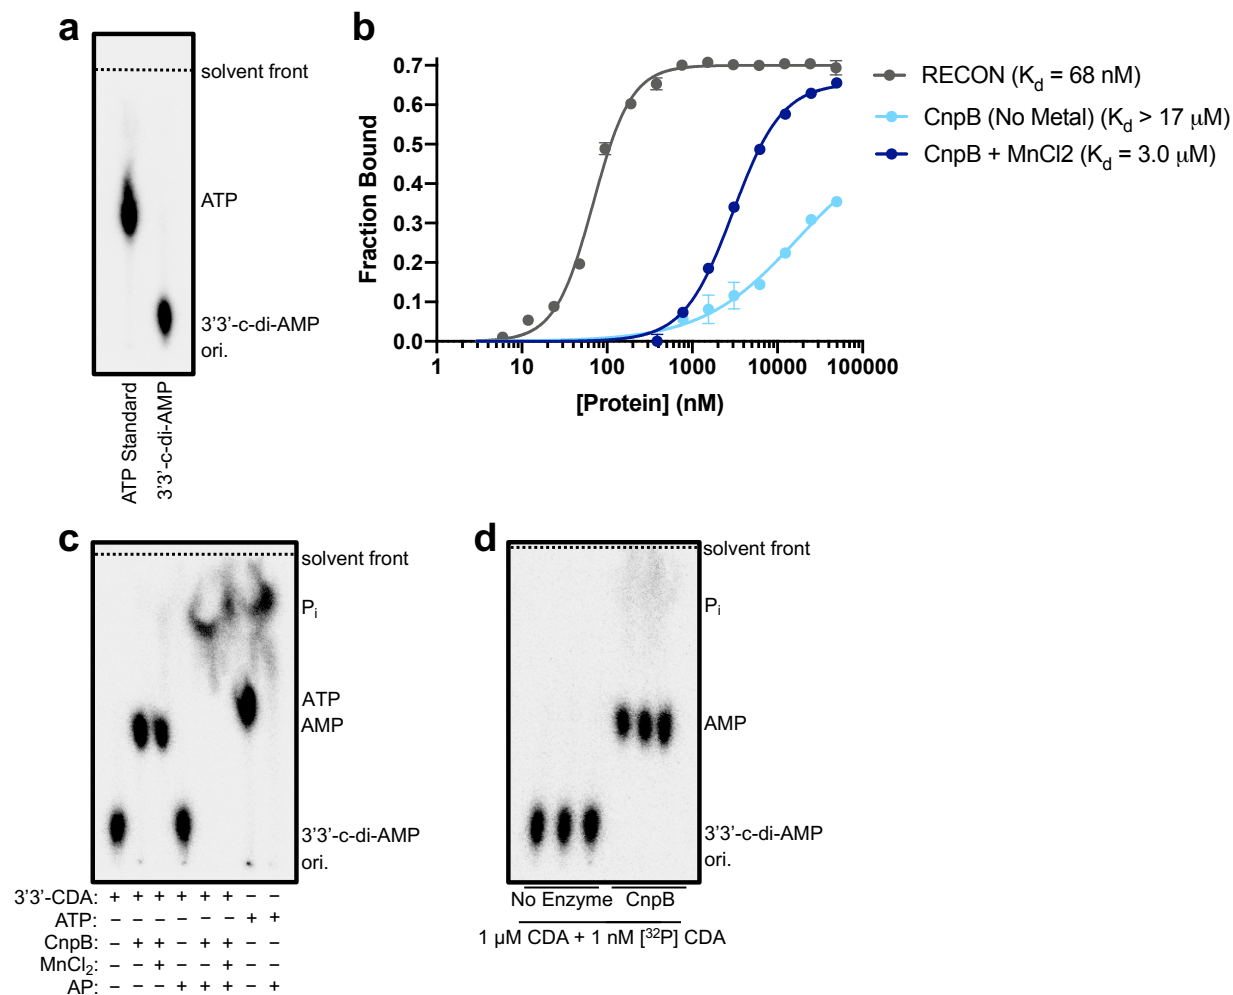 a
solvent front
ATP
3'3'-c-di-AMP
ori.
ATP Standard
3'3'-c-di-AMP
b
Fraction Bound
0.7
0.6
0.5
0.4
0.3
0.2
0.1
0.0
1 10 100 1000 10000 100000
[Protein] (nM)
RECON (Kd = 68 nM)
CnpB (No Metal) (Kd > 17 μM)
CnpB + MnCl2 (Kd = 3.0 μM)
c
solvent front
Pi
ATP
AMP
3'3'-c-di-AMP
ori.
3'3'-CDA: + + + + + + − −
ATP: − − − − − − + +
CnpB: − + + − + + − −
MnCl2: − − + − − + − −
AP: − − − + + + − +
d
solvent front
Pi
AMP
3'3'-c-di-AMP
ori.
No Enzyme CnpB
1 μM CDA + 1 nM [32P] CDA